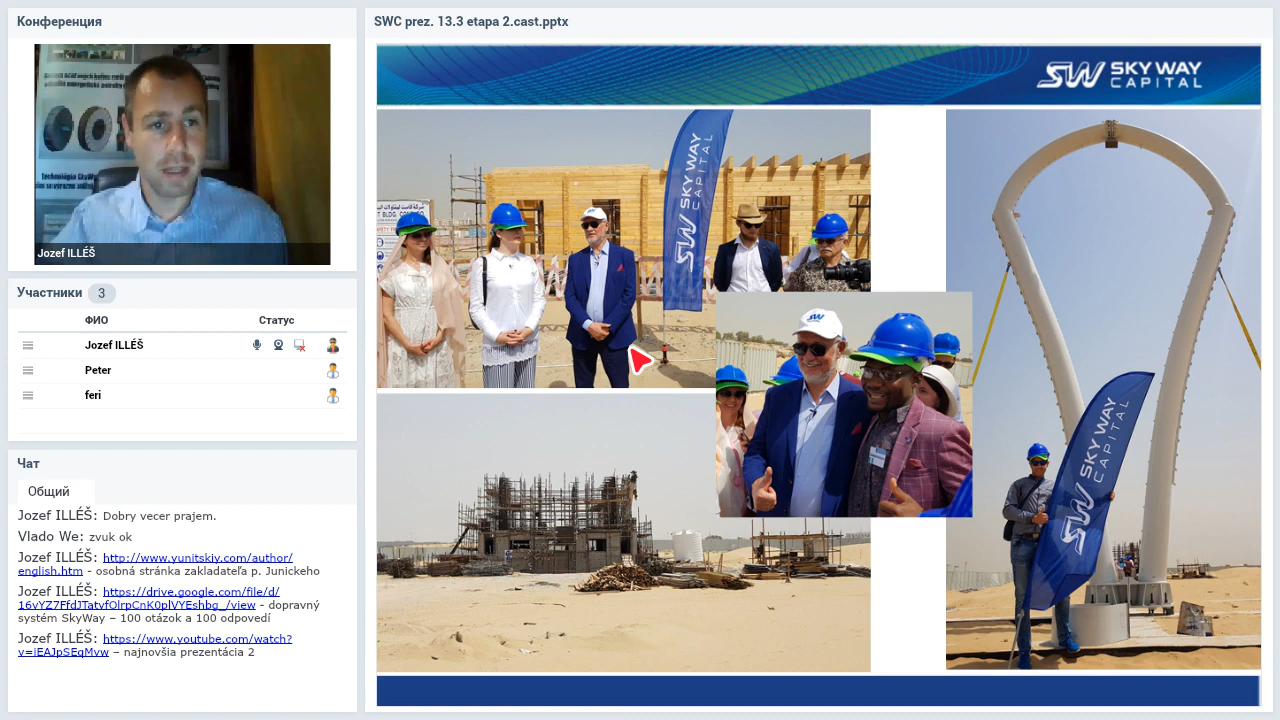 Конференция
Jozef ILLÉŠ
Участники 3
ФИО Статус
Jozef ILLÉŠ
Peter
feri
Чат
Общий
Jozef ILLÉŠ: Dobry vecer prajem.
Vlado We: zvuk ok
Jozef ILLÉŠ: http://www.yunitskiy.com/author/
english.htm - osobná stránka zakladateľa p. Junickeho
Jozef ILLÉŠ: https://drive.google.com/file/d/
16vYZ7FfdJTatvfOlrpCnK0plVYEshbg_/view - dopravný
systém SkyWay – 100 otázok a 100 odpovedí
Jozef ILLÉŠ: https://www.youtube.com/watch?
v=iEAJpSEqMvw – najnovšia prezentácia 2
SWC prez. 13.3 etapa 2.cast.pptx
SW SKY WAY
CAPITAL
SW SKY WAY
CAPITAL
SW
SW SKY WAY
CAPITAL